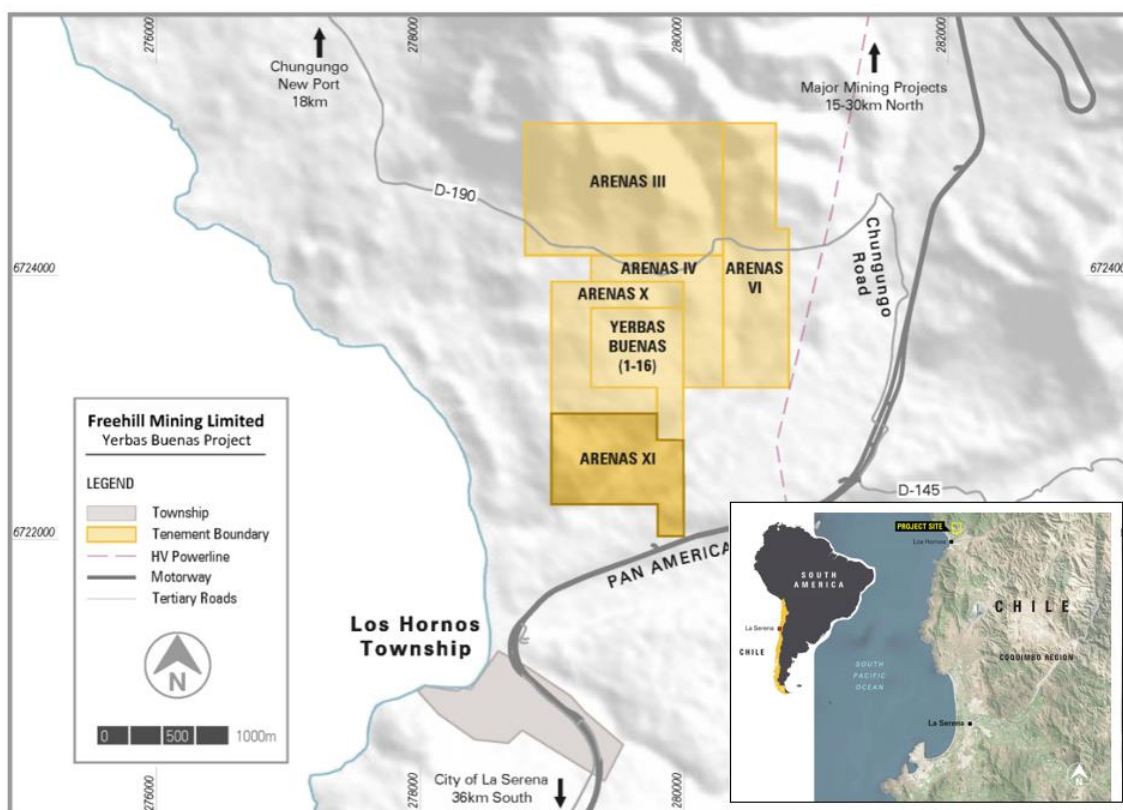 276000
278000
280000
282000
Chungungo
New Port
18km
Major Mining Projects
15-30km North
ARENAS III
D-190
6724000
6724000
ARENAS IV
ARENAS
VI
Chungungo
Road
ARENAS X
YERBAS
BUENAS
(1-16)
ARENAS XI
Freehill Mining Limited
Yerbas Buenas Project
LEGEND
Township
Tenement Boundary
HV Powerline
Motorway
Tertiary Roads
N
0
500
1000m
6722000
D-145
PAN AMERICA
Los Hornos
Township
City of La Serena
36km South
276000
278000
280000
PROJECT SITE
Los Hornos
SOUTH
AMERICA
La Serena
CHILE
CHILE
COQUIMBO REGION
SOUTH
PACIFIC
OCEAN
La Serena
N